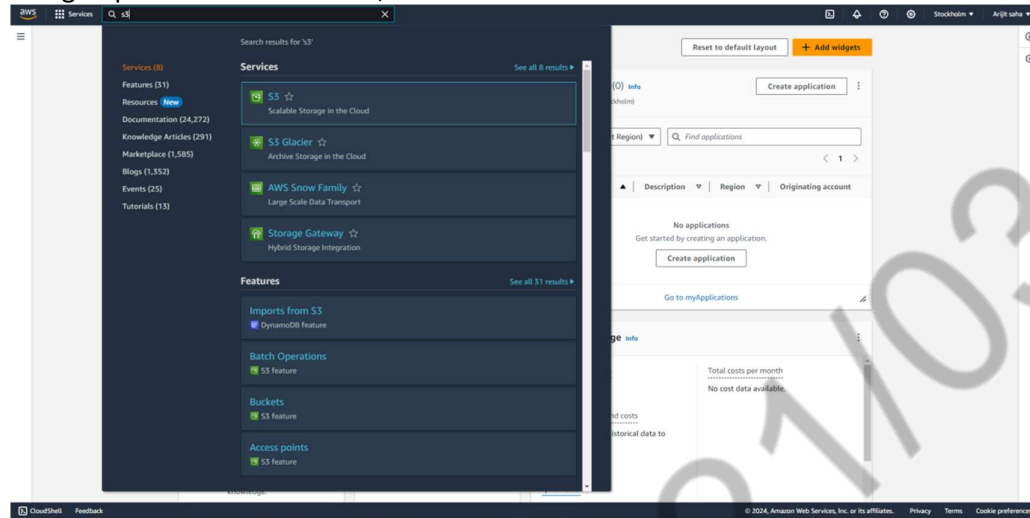 aws
Services
s3
Stockholm ▼
Arijit saha ▼
Search results for 's3'
Services (8)
Features (31)
Resources New
Documentation (24,272)
Knowledge Articles (291)
Marketplace (1,585)
Blogs (1,352)
Events (25)
Tutorials (13)
Services
See all 8 results ▶
S3
Scalable Storage in the Cloud
S3 Glacier
Archive Storage in the Cloud
AWS Snow Family
Large Scale Data Transport
Storage Gateway
Hybrid Storage Integration
Features
See all 31 results ▶
Imports from S3
DynamoDB feature
Batch Operations
S3 feature
Buckets
S3 feature
Access points
S3 feature
Reset to default layout
+ Add widgets
(0) Info
Create application
Region) ▼
Find applications
< 1 >
Description
Region
Originating account
No applications
Get started by creating an application.
Create application
Go to myApplications
Info
Total costs per month
No cost data available.
costs
historical data to
knowledge.
CloudShell
Feedback
© 2024, Amazon Web Services, Inc. or its affiliates.
Privacy
Terms
Cookie preferences